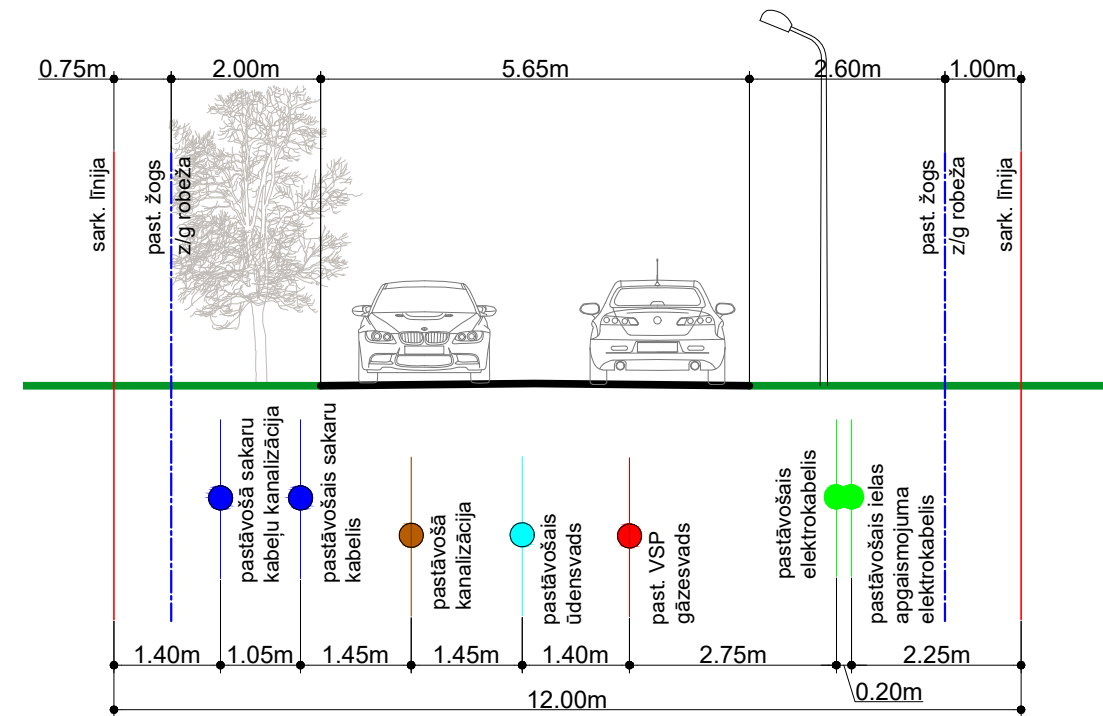 0.75m
2.00m
5.65m
2.60m
1.00m
sark. līnija
past. žogs
z/g robeža
past. žogs
z/g robeža
sark. līnija
pastāvošā sakaru
kabeļu kanalizācija
pastāvošais sakaru
kabelis
pastāvošā
kanalizācija
pastāvošais
ūdensvads
past. VSP
gāzesvads
pastāvošais
elektrokabelis
pastāvošais ielas
apgaismojuma
elektrokabelis
1.40m
1.05m
1.45m
1.45m
1.40m
2.75m
2.25m
0.20m
12.00m